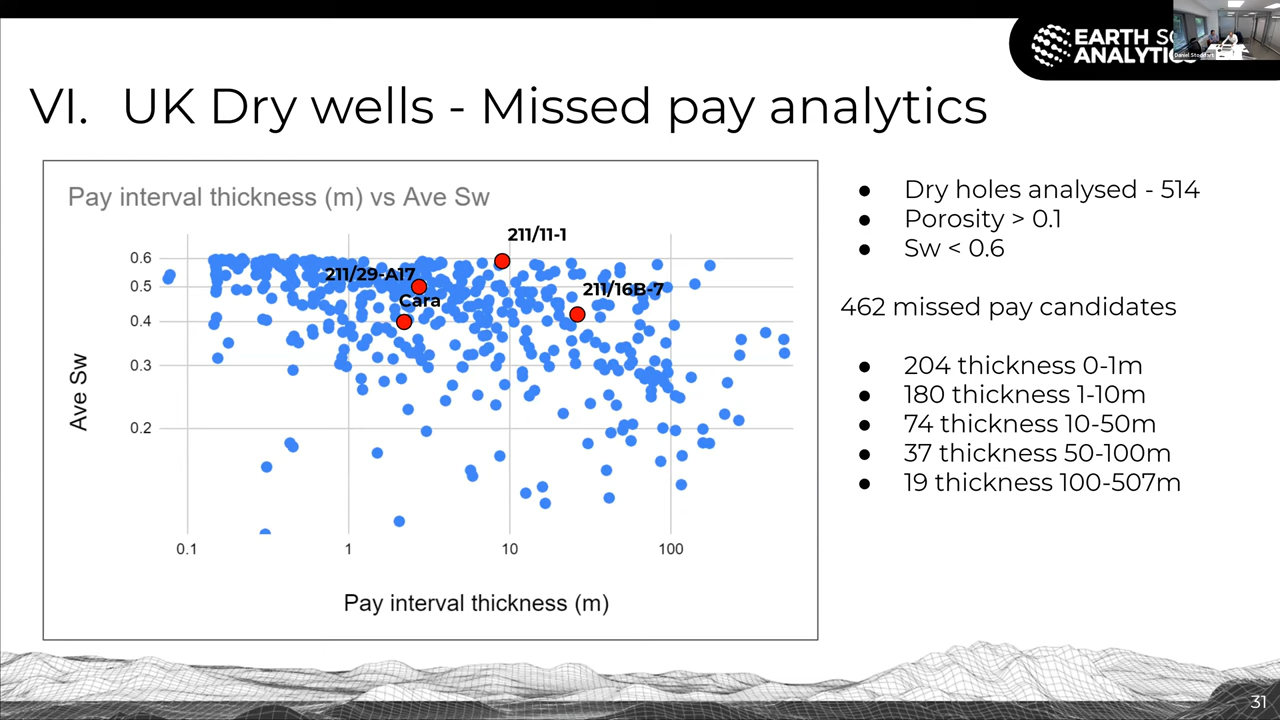 EARTH
ANALYTI
Daniel
VI. UK Dry wells - Missed pay analytics
Pay interval thickness (m) vs Ave Sw
211/11-1
0.6
211/29-A17
0.5
211/16B-7
Cara
0.4
0.3
0.2
Ave Sw
0.1 1 10 100
Pay interval thickness (m)
● Dry holes analysed - 514
● Porosity > 0.1
● Sw < 0.6
462 missed pay candidates
● 204 thickness 0-1m
● 180 thickness 1-10m
● 74 thickness 10-50m
● 37 thickness 50-100m
● 19 thickness 100-507m
31